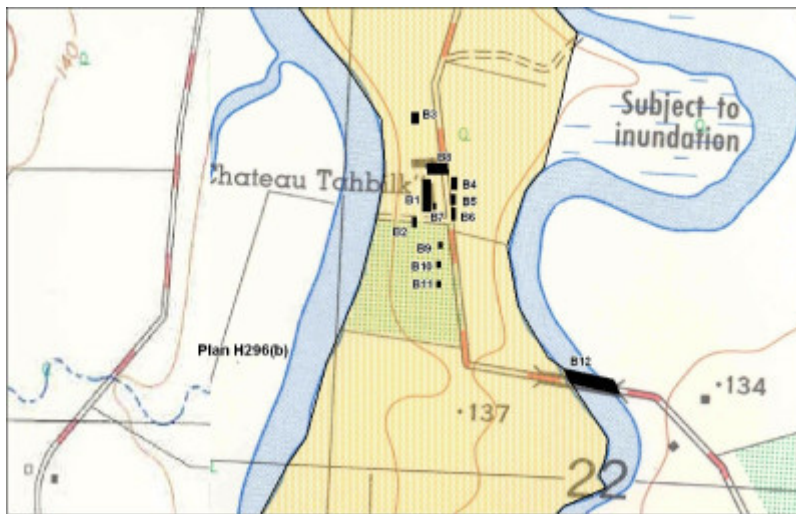 140
B3
Subject to
inundation
B8
Chateau Tahbilk'
B4
B1
B5
B7
B6
B2
B9
B10
B11
Plan H296(b)
B12
134
137
22